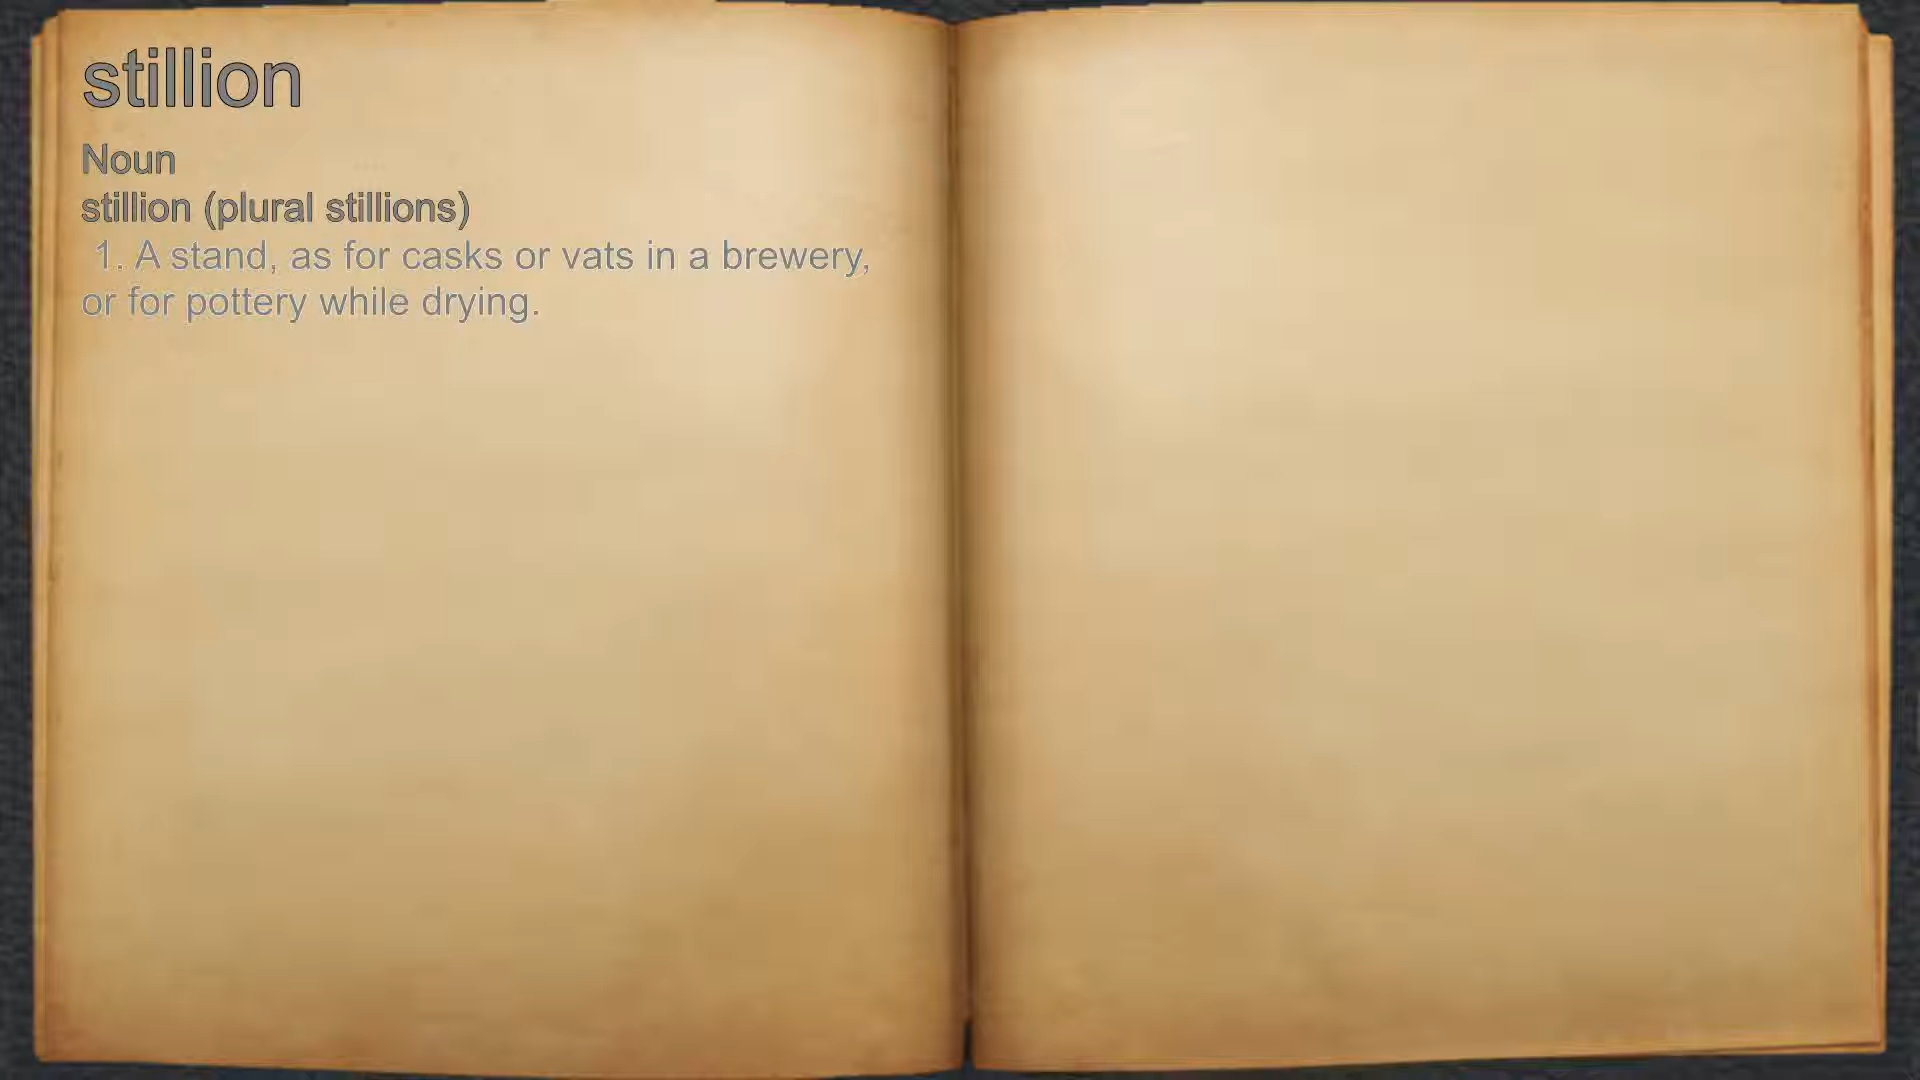 stillion
Noun
stillion (plural stillions)
1. A stand, as for casks or vats in a brewery,
or for pottery while drying.